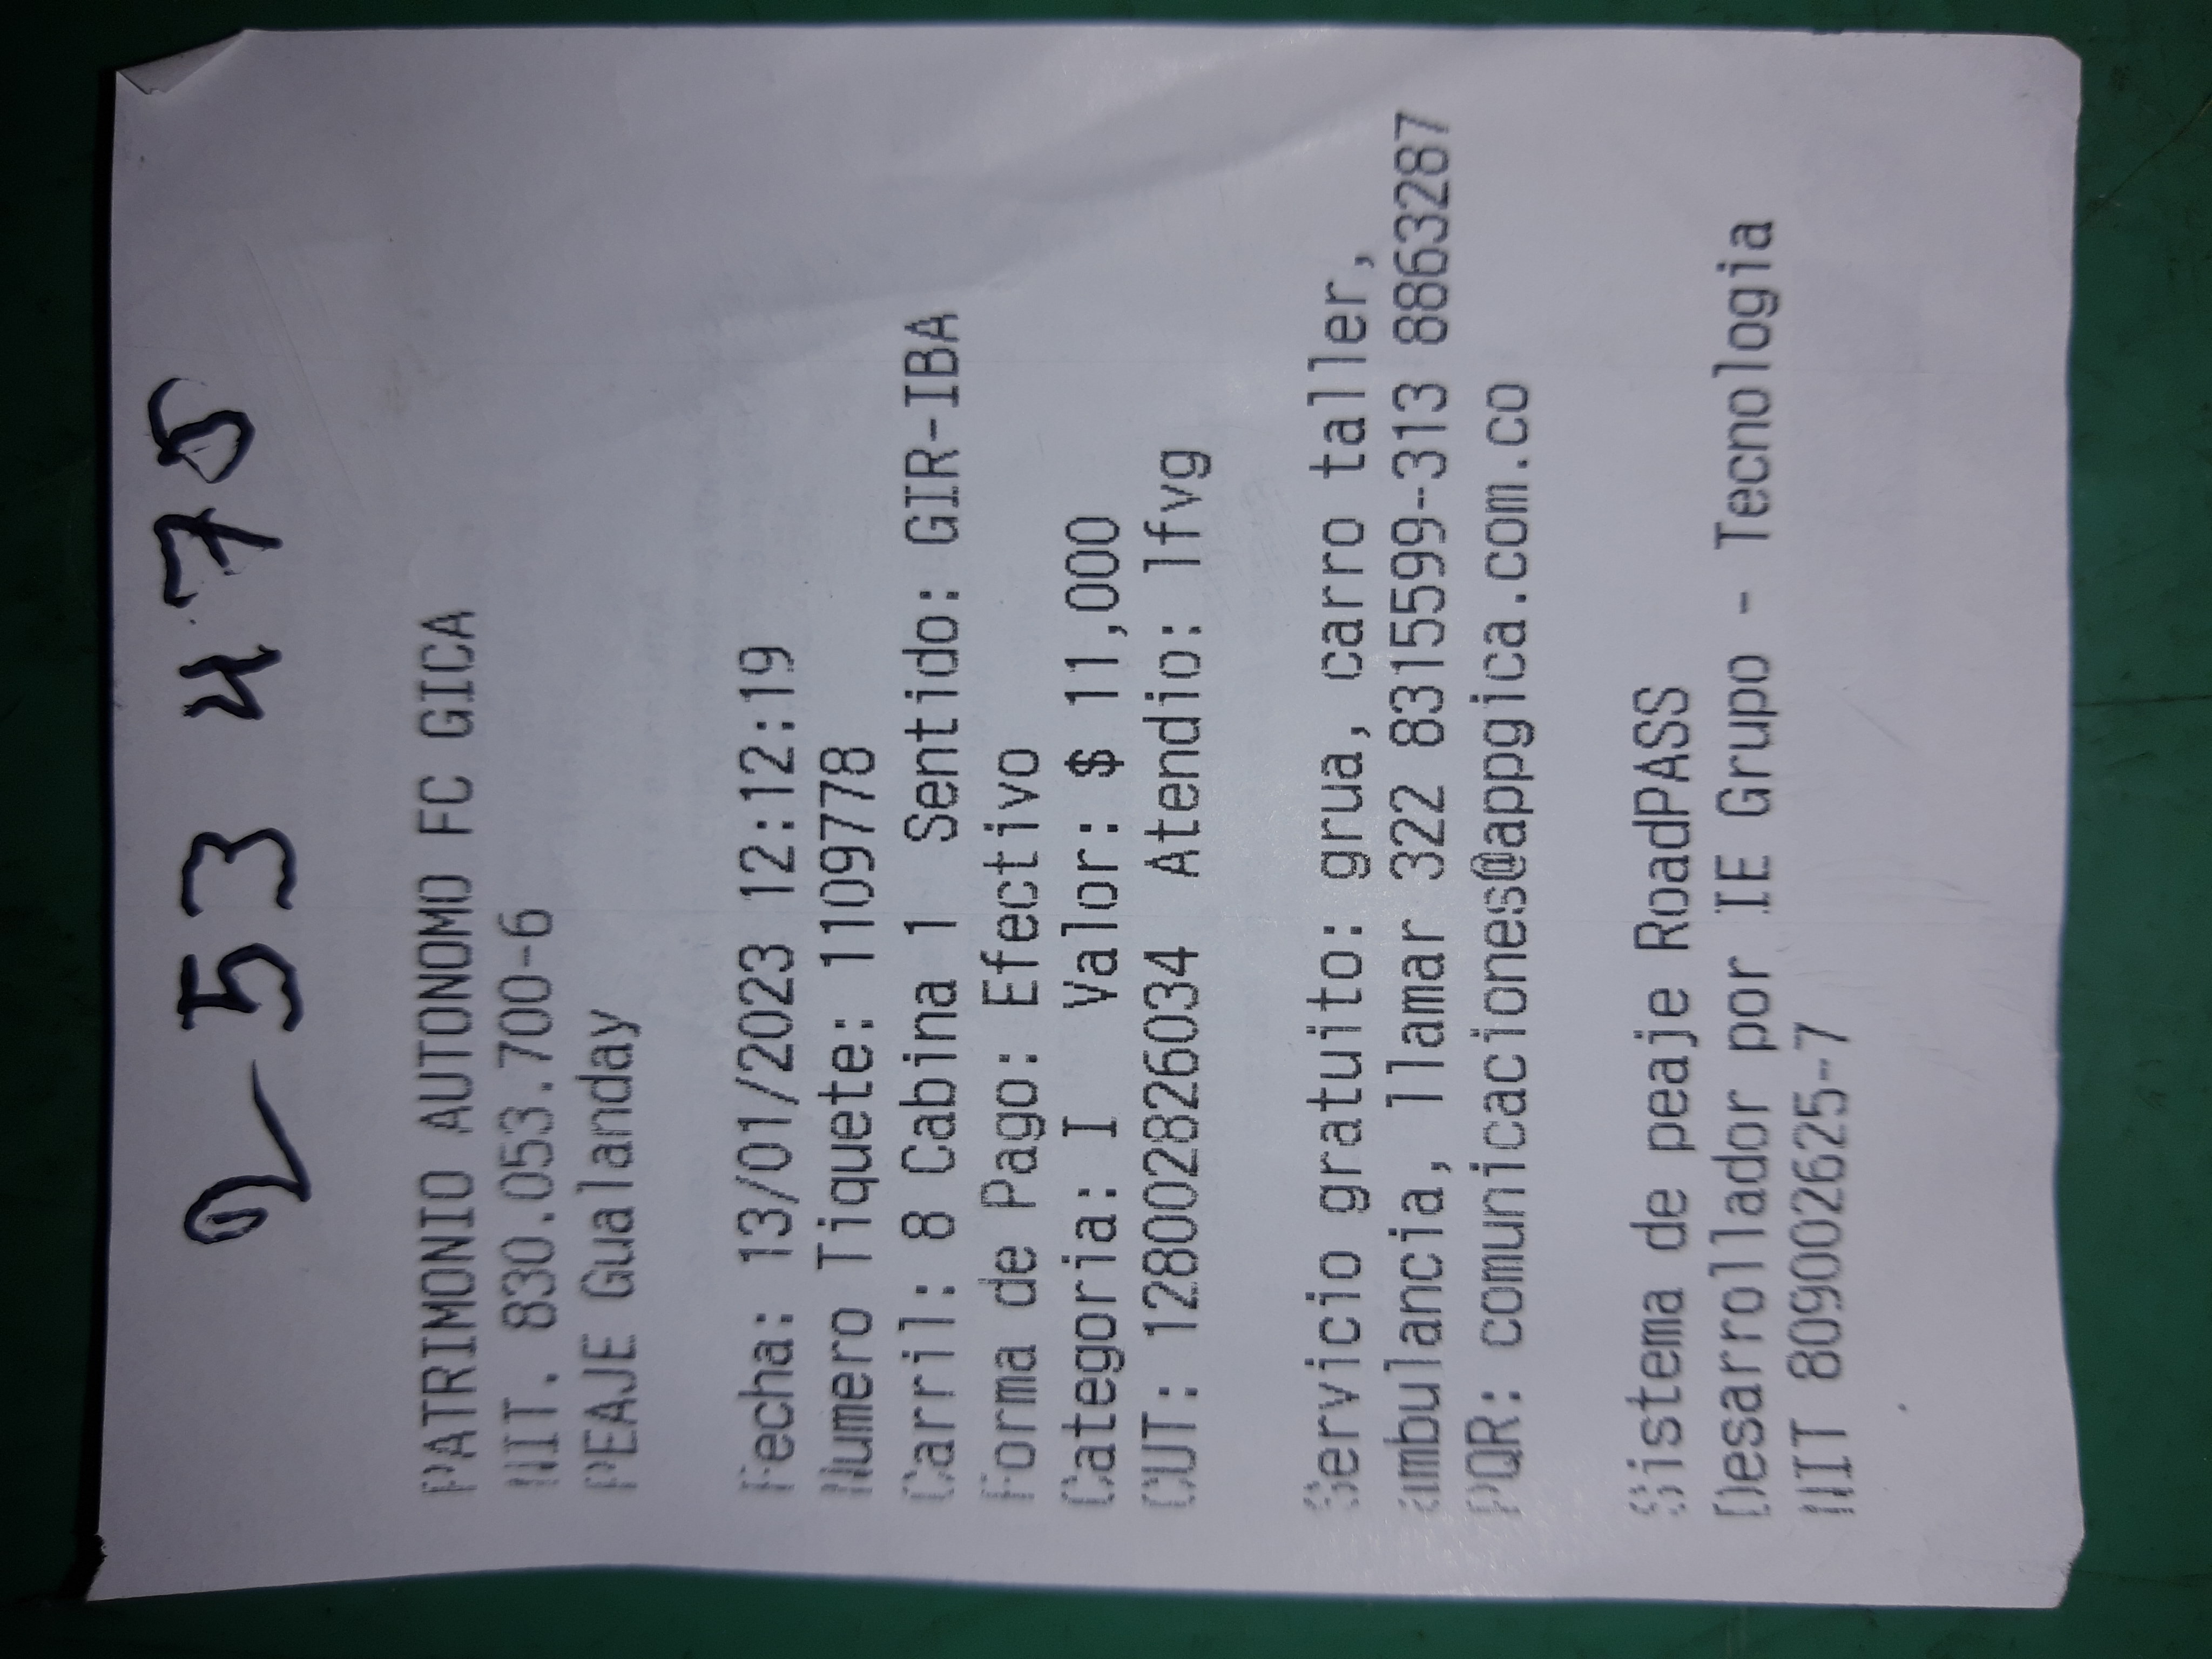 2-53475
PATRIMONIO AUTONOMO FC GICA
NIT. 830.053.700-6
PEAJE Gualanday
Fecha: 13/01/2023 12:12:19
Numero Tiquete: 1109778
Carril: 8 Cabina 1 Sentido: GIR-IBA
Forma de Pago: Efectivo
Categoria: I Valor: $ 11,000
CUT: 12800282826034 Atendio: lfvg
Servicio gratuito: grua, carro taller,
ambulancia, llamar 322 8315599-313 8863287
PQR: comunicaciones@appgica.com.co
Sistema de peaje RoadPASS
Desarrollador por IE Grupo - Tecnologia
NIT 809002625-7